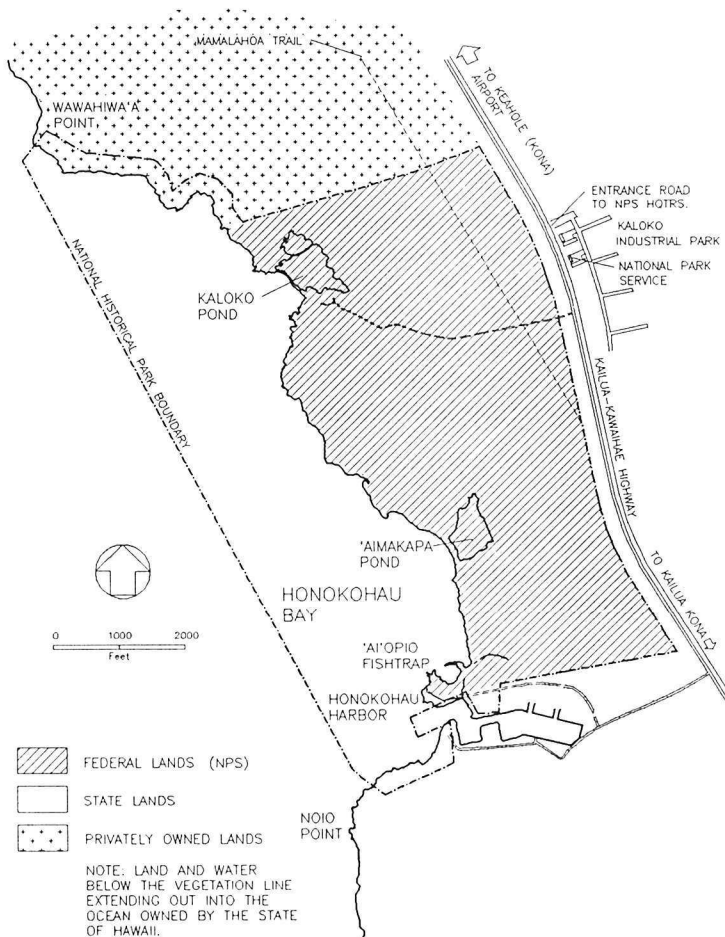 MAMALAHOA TRAIL
TO KEAHOLE (KONA)
AIRPORT
WAWAHIWA'A
POINT
ENTRANCE ROAD
TO NPS HQTRS.
KALOKO
INDUSTRIAL PARK
NATIONAL PARK
SERVICE
KALOKO
POND
NATIONAL HISTORICAL PARK BOUNDARY
KAILUA-KAWAIHAE HIGHWAY
'AIMAKAPA
POND
TO KAILUA KONA
HONOKOHAU
BAY
0 1000 2000
Feet
'AI'OPIO
FISHTRAP
HONOKOHAU
HARBOR
FEDERAL LANDS (NPS)
STATE LANDS
PRIVATELY OWNED LANDS
NOIO
POINT
NOTE: LAND AND WATER
BELOW THE VEGETATION LINE
EXTENDING OUT INTO THE
OCEAN OWNED BY THE STATE
OF HAWAII.